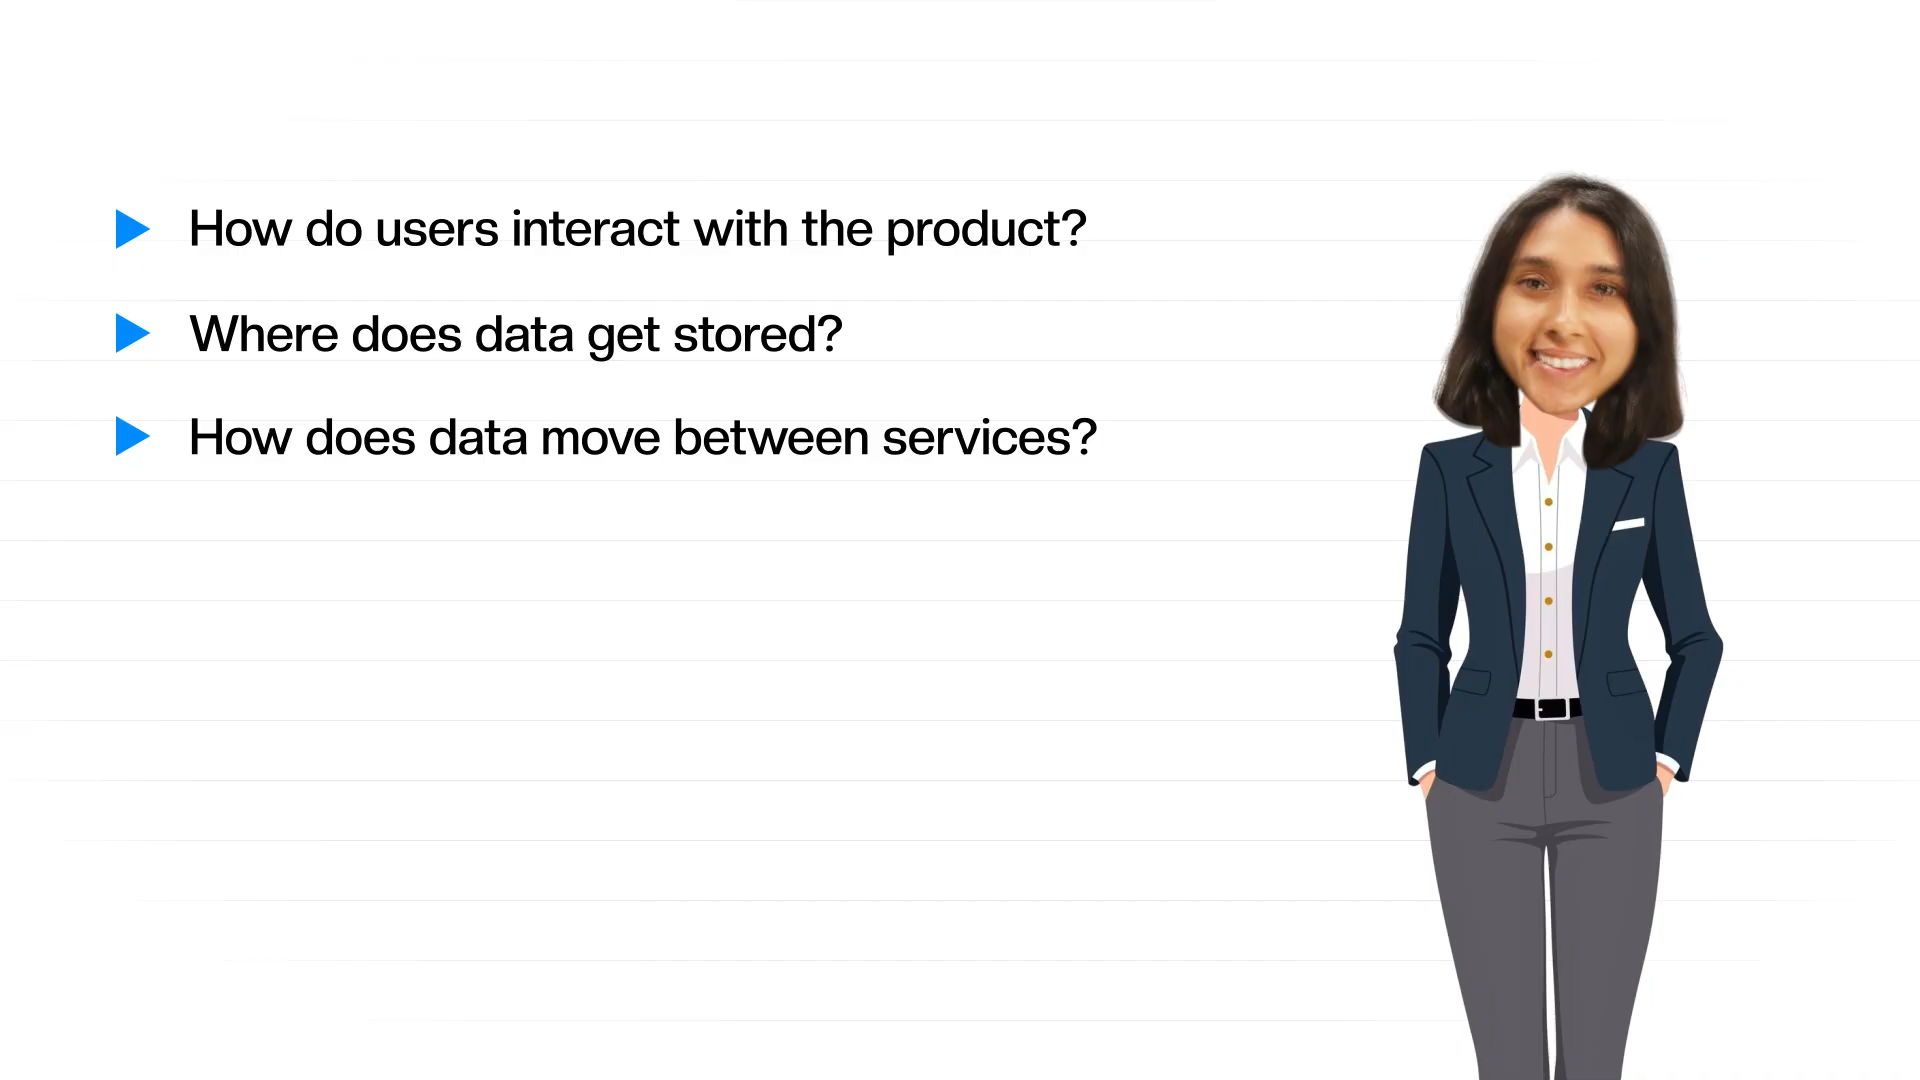 How do users interact with the product?
Where does data get stored?
How does data move between services?